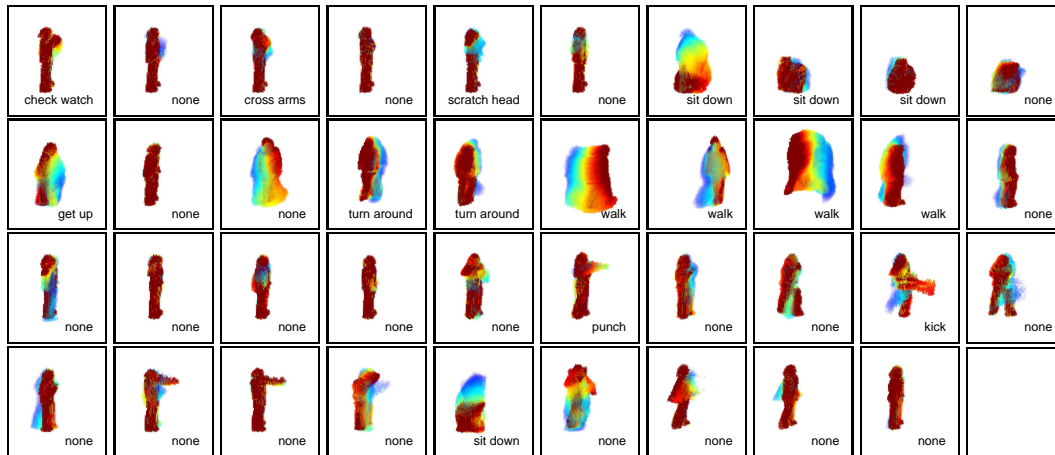 check watch
none
cross arms
none
scratch head
none
sit down
sit down
sit down
none
get up
none
none
turn around
turn around
walk
walk
walk
walk
none
none
none
none
none
none
punch
none
none
kick
none
none
none
none
none
sit down
none
none
none
none